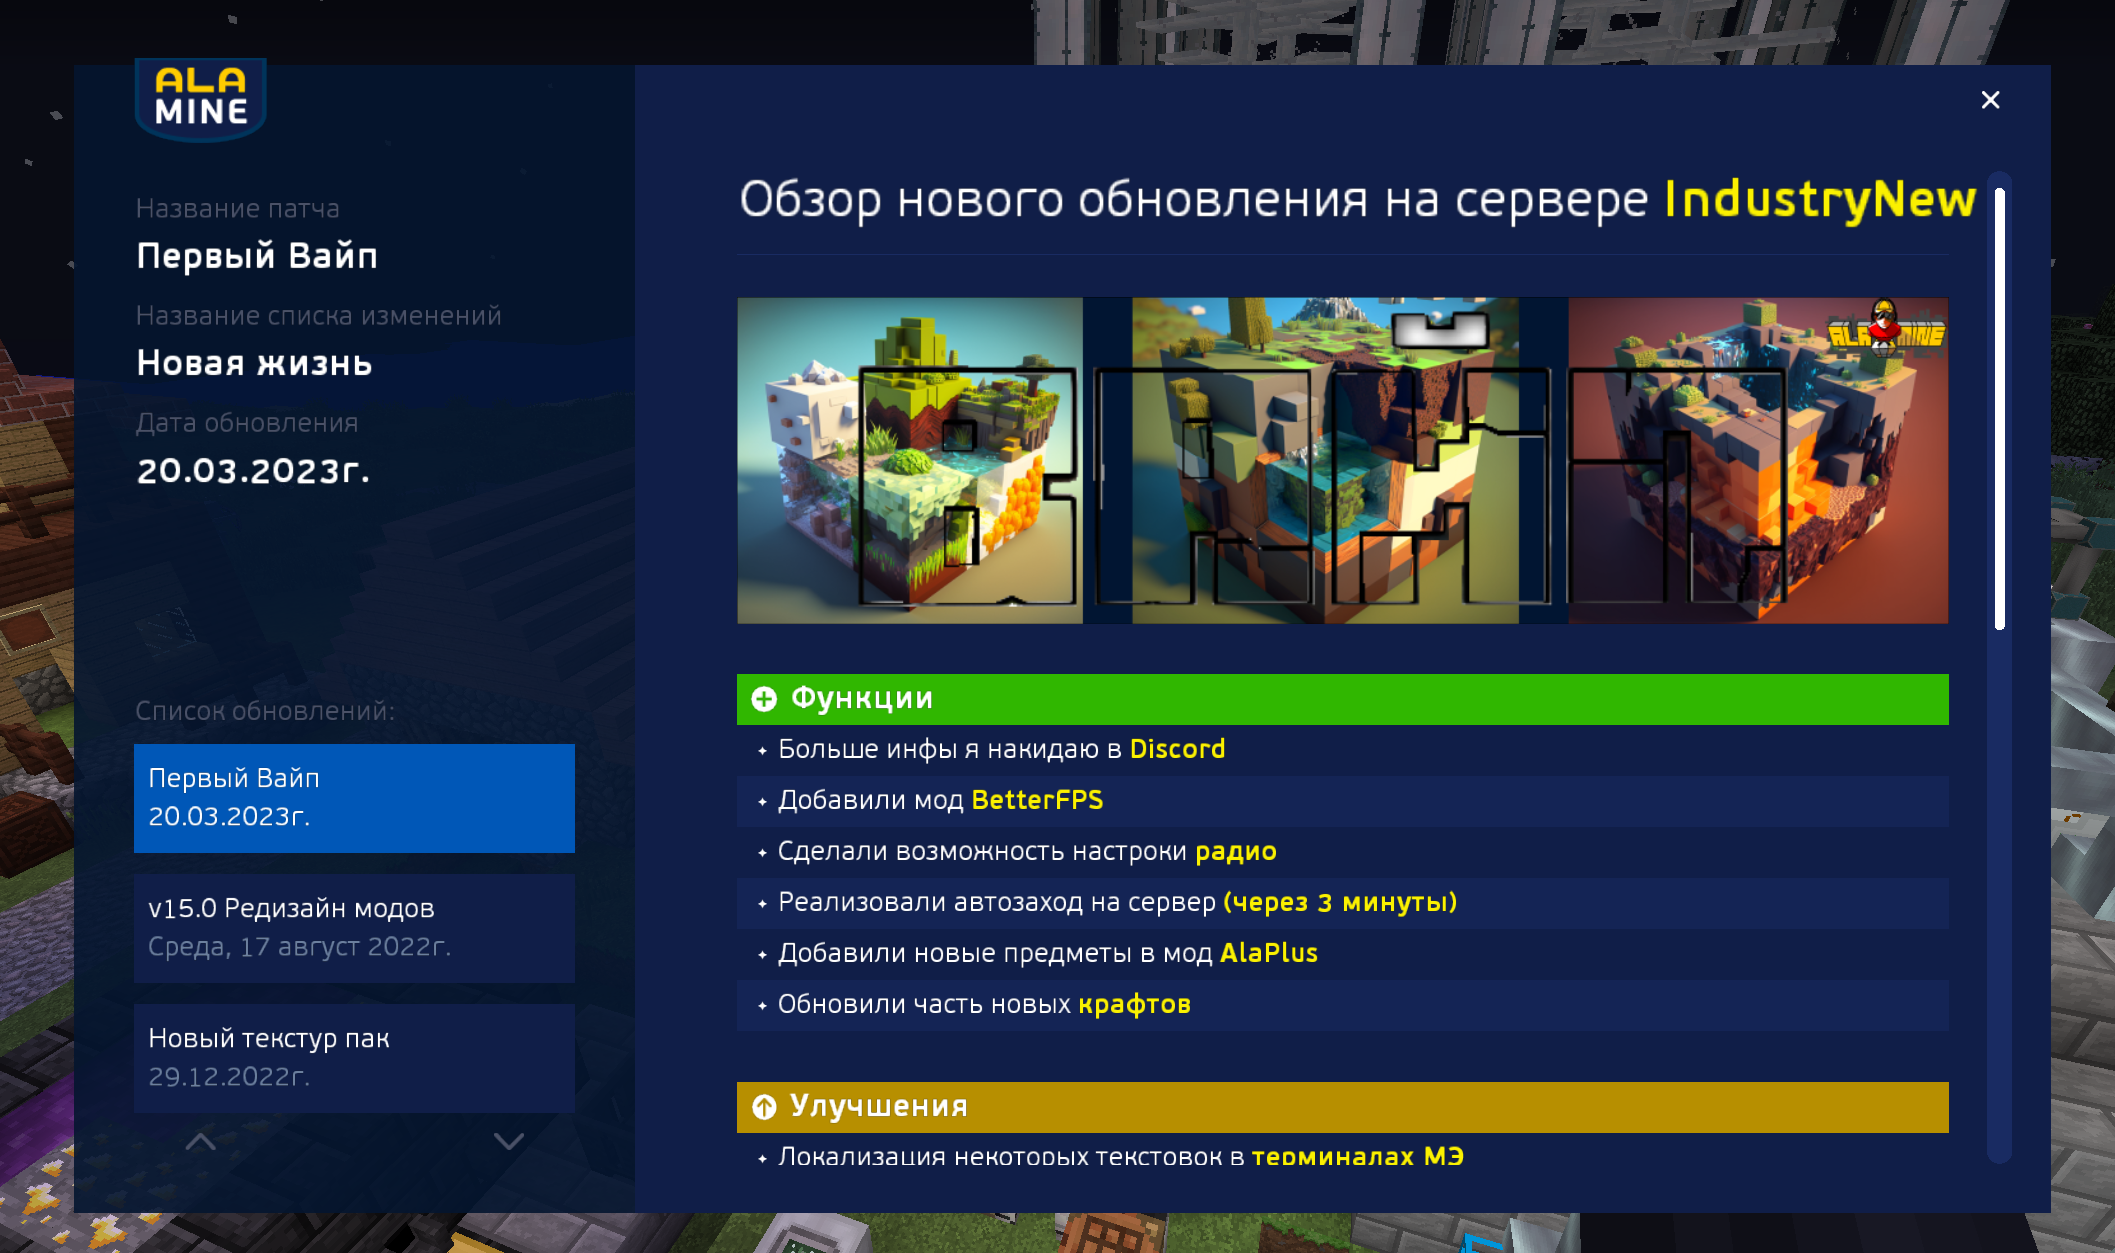 ALA
MINE
Название патча
Первый Вайп
Название списка изменений
Новая жизнь
Дата обновления
20.03.2023г.
Список обновлений:
Первый Вайп
20.03.2023г.
v15.0 Редизайн модов
Среда, 17 август 2022г.
Новый текстур пак
29.12.2022г.
Обзор нового обновления на сервере IndustryNew
ALA MINE
Функции
Больше инфы я накидаю в Discord
Добавили мод BetterFPS
Сделали возможность настроки радио
Реализовали автозаход на сервер (через 3 минуты)
Добавили новые предметы в мод AlaPlus
Обновили часть новых крафтов
Улучшения
Локализация некоторых текстовок в терминалах МЭ